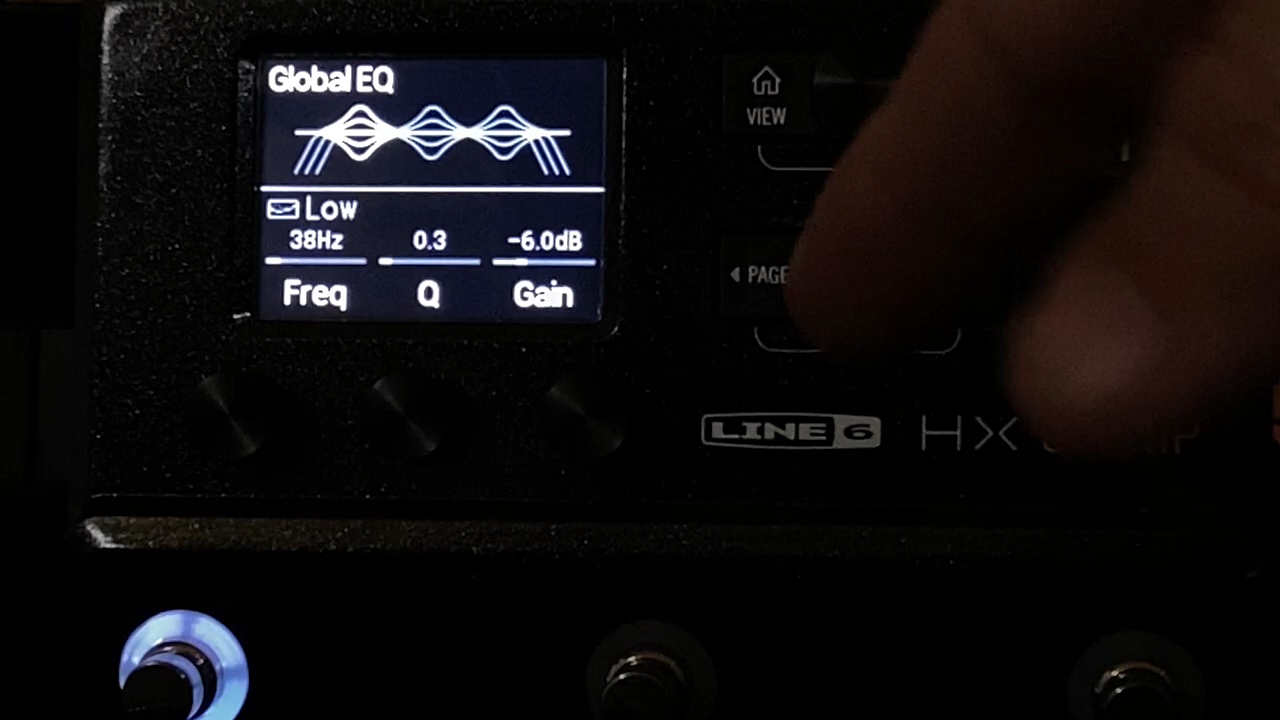 Global EQ
Low
38Hz 0.3 -6.0dB
Freq Q Gain
VIEW
PAGE
LINE 6 HX